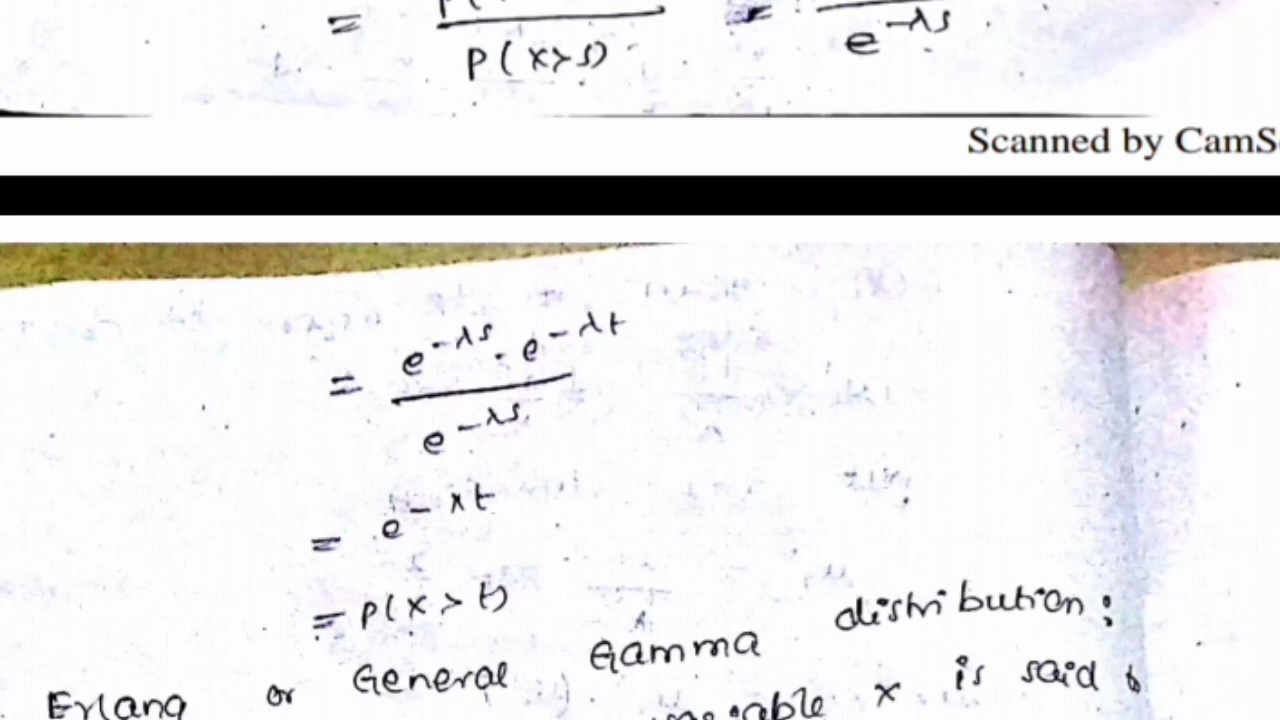 =            =
P(X>s)      e^-λs
Scanned by CamS
= e^-λs . e^-λt
e^-λs
= e^-λt
= P(X > t)
Erlang or General Gamma distribution:
x is said